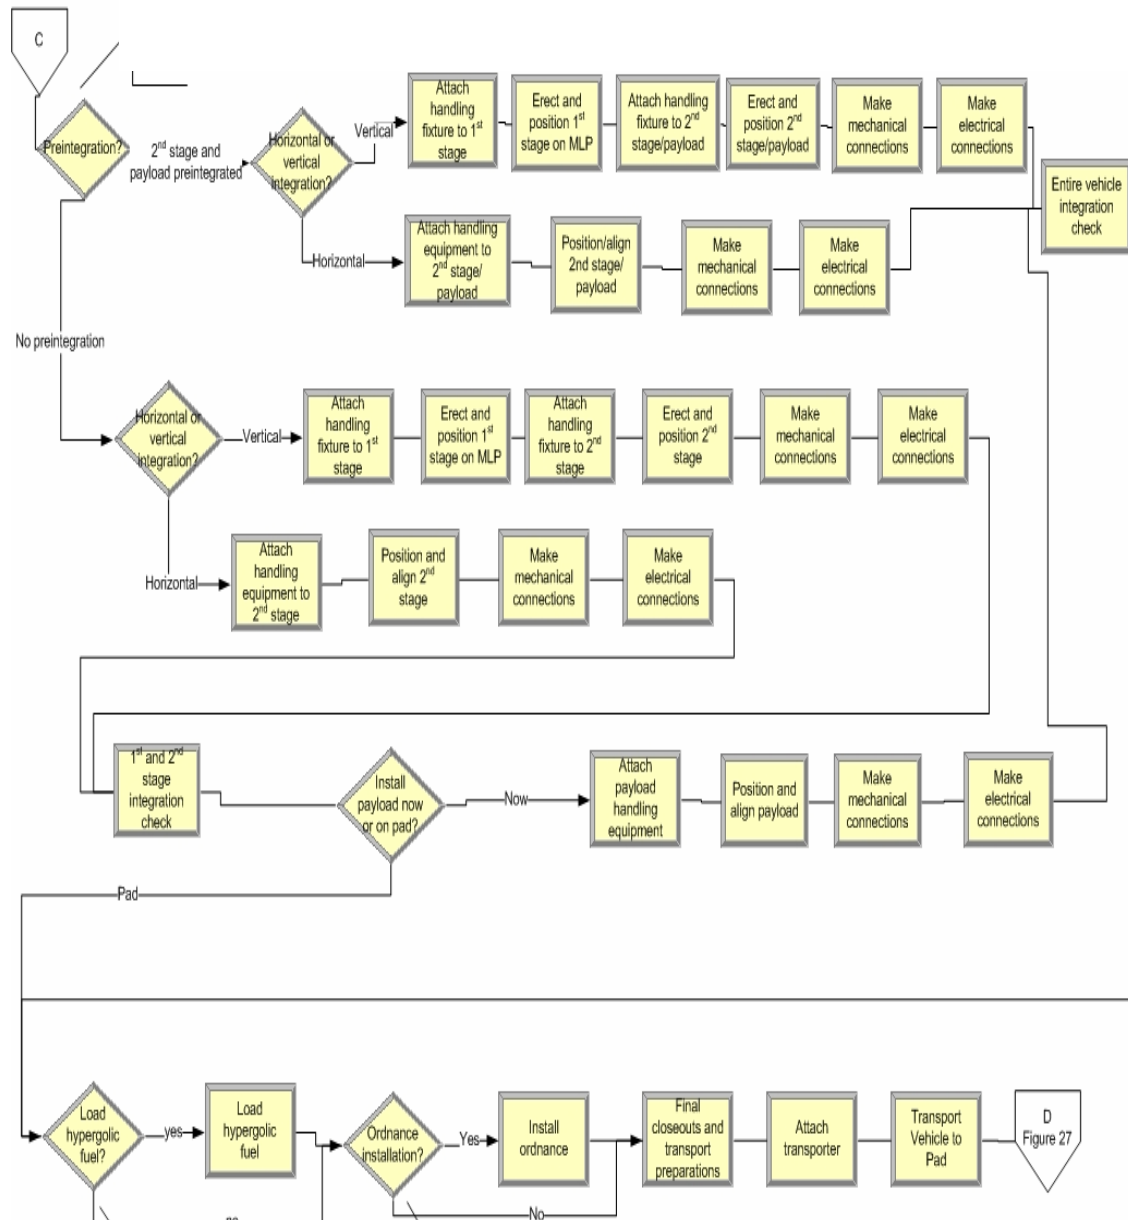 C
Preintegration?
2nd stage and
payload preintegrated
Horizontal or
vertical
integration?
Vertical
Attach
handling
fixture to 1st
stage
Erect and
position 1st
stage on MLP
Attach handling
fixture to 2nd
stage/payload
Erect and
position 2nd
stage/payload
Make
mechanical
connections
Make
electrical
connections
Entire vehicle
integration
check
Horizontal
Attach handling
equipment to
2nd stage/
payload
Position/align
2nd stage/
payload
Make
mechanical
connections
Make
electrical
connections
No preintegration
Horizontal or
vertical
integration?
Vertical
Attach
handling
fixture to 1st
stage
Erect and
position 1st
stage on MLP
Attach
handling
fixture to 2nd
stage
Erect and
position 2nd
stage
Make
mechanical
connections
Make
electrical
connections
Horizontal
Attach
handling
equipment to
2nd stage
Position and
align 2nd
stage
Make
mechanical
connections
Make
electrical
connections
1st and 2nd
stage
integration
check
Install
payload now
or on pad?
Now
Attach
payload
handling
equipment
Position and
align payload
Make
mechanical
connections
Make
electrical
connections
Pad
Load
hypergolic
fuel?
yes
Load
hypergolic
fuel
Ordnance
installation?
Yes
Install
ordnance
Final
closeouts and
transport
preparations
Attach
transporter
Transport
Vehicle to
Pad
D
Figure 27
No